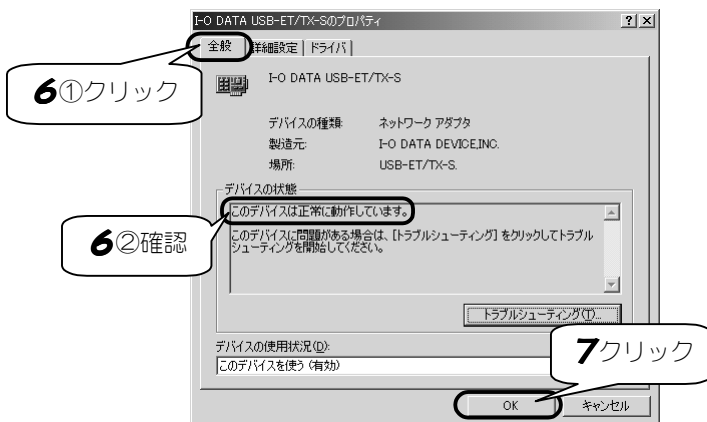 I-O DATA USB-ET/TX-Sのプロパティ
全般 詳細設定 ドライバ
6①クリック
I-O DATA USB-ET/TX-S
デバイスの種類: ネットワーク アダプタ
製造元: I-O DATA DEVICE,INC.
場所: USB-ET/TX-S.
デバイスの状態
このデバイスは正常に動作しています。
6②確認
このデバイスに問題がある場合は、[トラブルシューティング] をクリックしてトラブル
シューティングを開始してください。
トラブルシューティング(T)...
デバイスの使用状況(D):
このデバイスを使う (有効)
7クリック
OK キャンセル